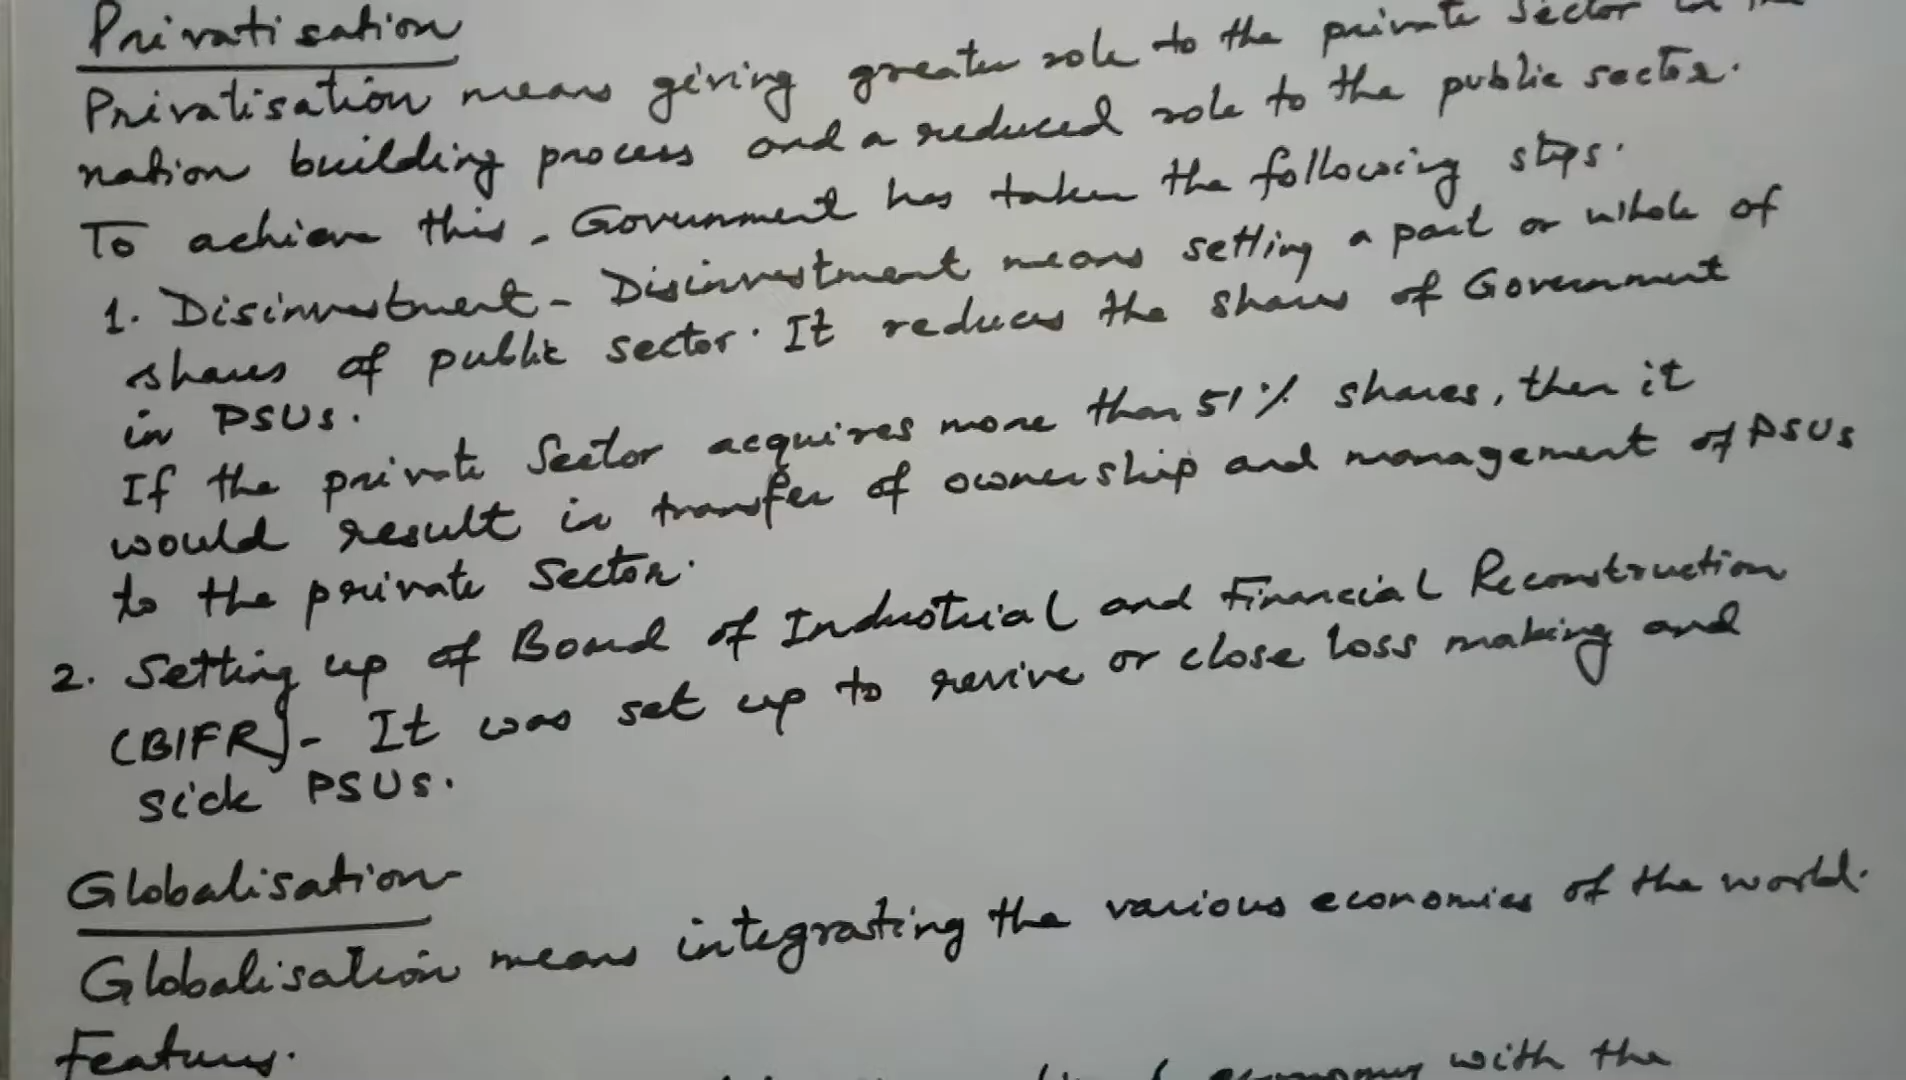 Privatisation
Privatisation means giving greater role to the private sector in the
nation building process and a reduced role to the public sector.
To achieve this, Government has taken the following steps.
1. Disinvestment - Disinvestment means selling a part or whole of
shares of public sector. It reduces the shares of Government
in PSUs.
If the private Sector acquires more than 51% shares, then it
would result in transfer of ownership and management of PSUs
to the private Sector.
2. Setting up of Board of Industrial and Financial Reconstruction
(BIFR) - It was set up to revive or close loss making and
sick PSUs.
Globalisation
Globalisation means integrating the various economies of the world.
Features.
economy with the